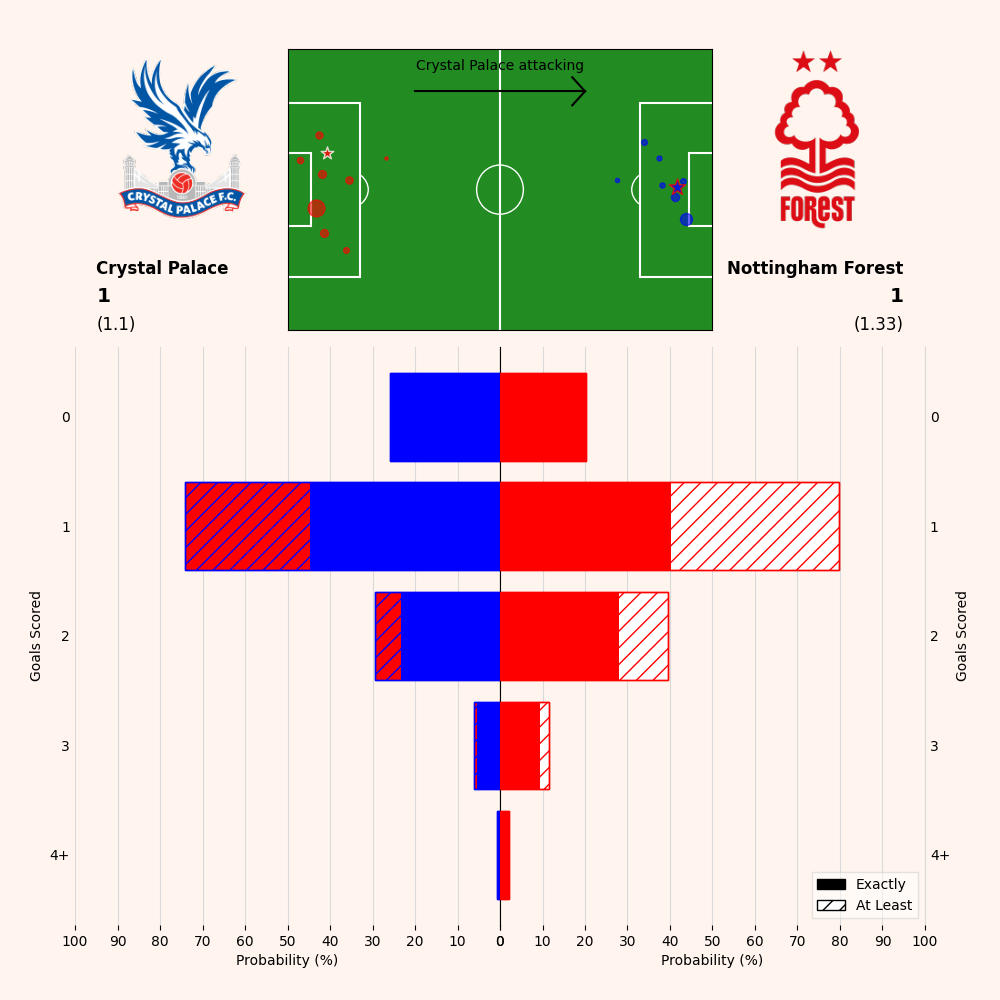 Crystal Palace attacking
CRYSTAL PALACE F.C.
FOREST
Crystal Palace
1
(1.1)
Nottingham Forest
1
(1.33)
Goals Scored
0
1
2
3
4+
0
1
2
3
4+
Goals Scored
Exactly
At Least
100 90 80 70 60 50 40 30 20 10 0
0 10 20 30 40 50 60 70 80 90 100
Probability (%)
Probability (%)